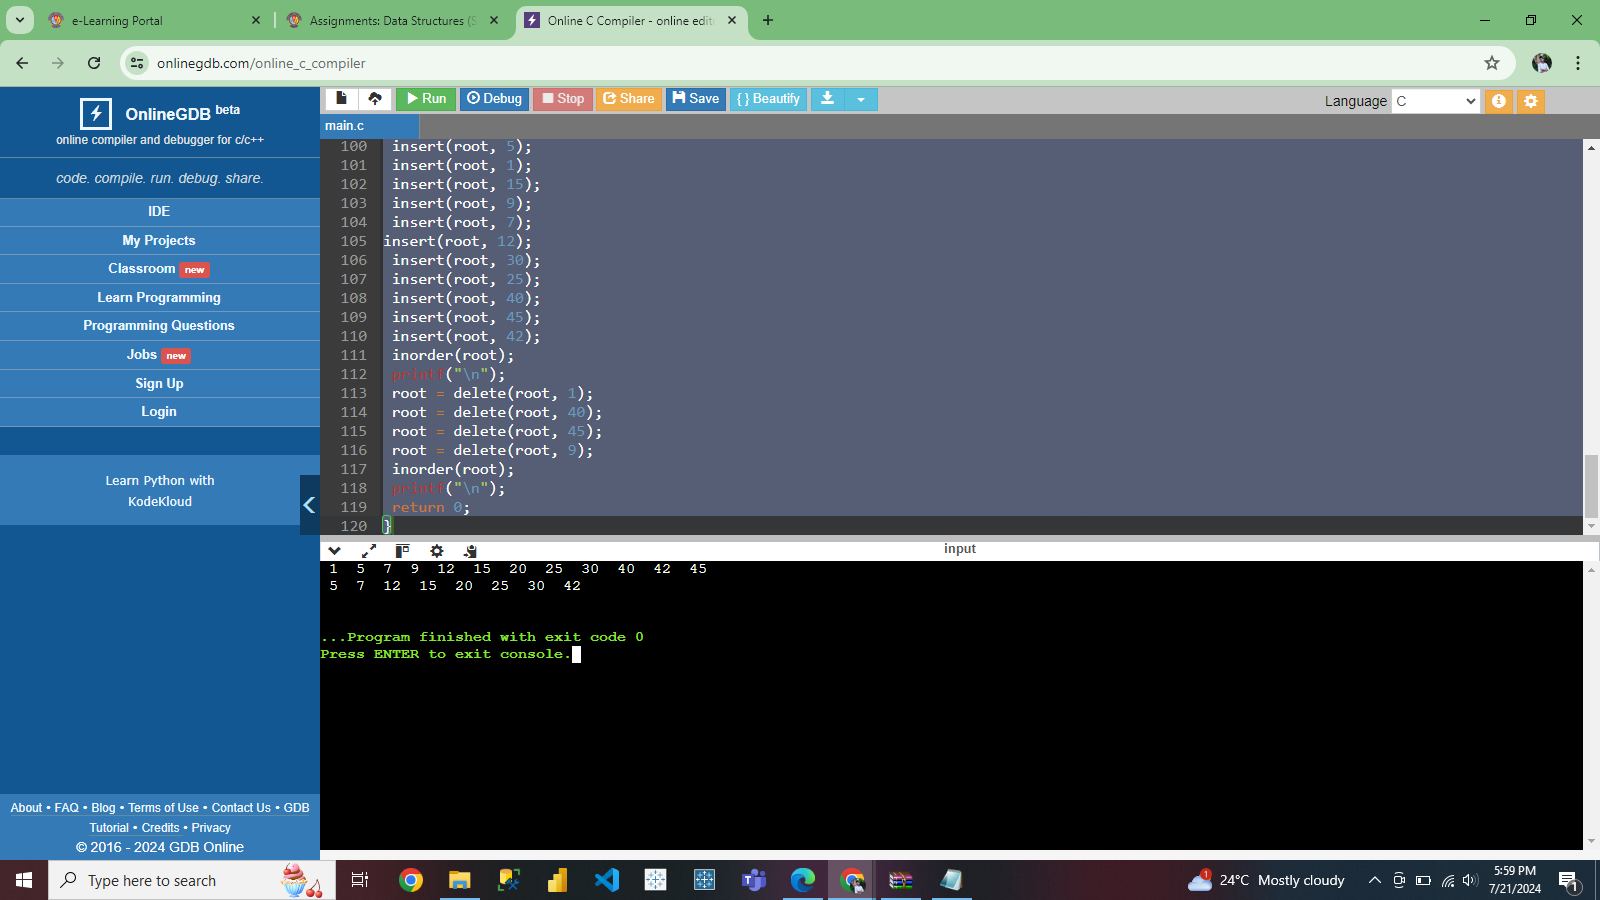 e-Learning Portal
Assignments: Data Structures (S
Online C Compiler - online edit
onlinegdb.com/online_c_compiler
OnlineGDB beta
online compiler and debugger for c/c++
code. compile. run. debug. share.
IDE
My Projects
Classroom new
Learn Programming
Programming Questions
Jobs new
Sign Up
Login
Learn Python with
KodeKloud
About • FAQ • Blog • Terms of Use • Contact Us • GDB
Tutorial • Credits • Privacy
© 2016 - 2024 GDB Online
Run Debug Stop Share Save { } Beautify
Language C
main.c
100 insert(root, 5);
101 insert(root, 1);
102 insert(root, 15);
103 insert(root, 9);
104 insert(root, 7);
105 insert(root, 12);
106 insert(root, 30);
107 insert(root, 25);
108 insert(root, 40);
109 insert(root, 45);
110 insert(root, 42);
111 inorder(root);
112 printf("\n");
113 root = delete(root, 1);
114 root = delete(root, 40);
115 root = delete(root, 45);
116 root = delete(root, 9);
117 inorder(root);
118 printf("\n");
119 return 0;
120 }
input
1 5 7 9 12 15 20 25 30 40 42 45
5 7 12 15 20 25 30 42
...Program finished with exit code 0
Press ENTER to exit console.
Type here to search
1
24°C Mostly cloudy
5:59 PM
7/21/2024
1